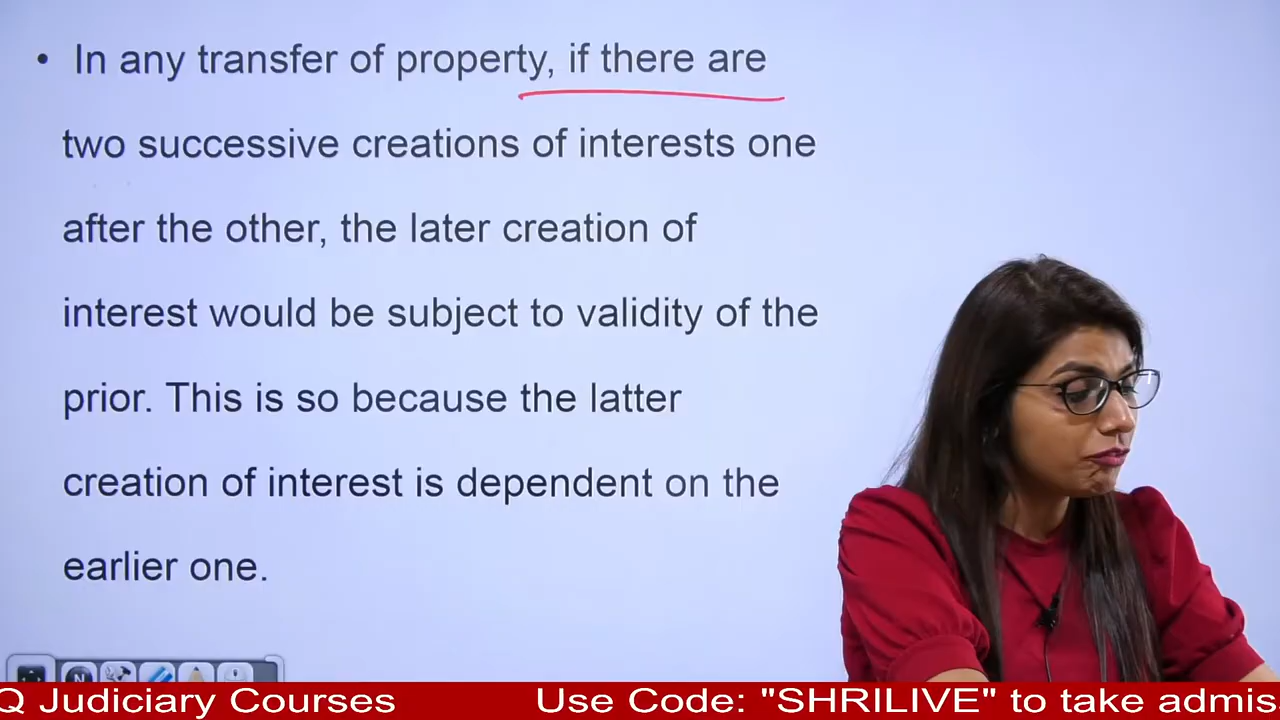 • In any transfer of property, if there are
two successive creations of interests one
after the other, the later creation of
interest would be subject to validity of the
prior. This is so because the latter
creation of interest is dependent on the
earlier one.
Q Judiciary Courses Use Code: "SHRILIVE" to take admis